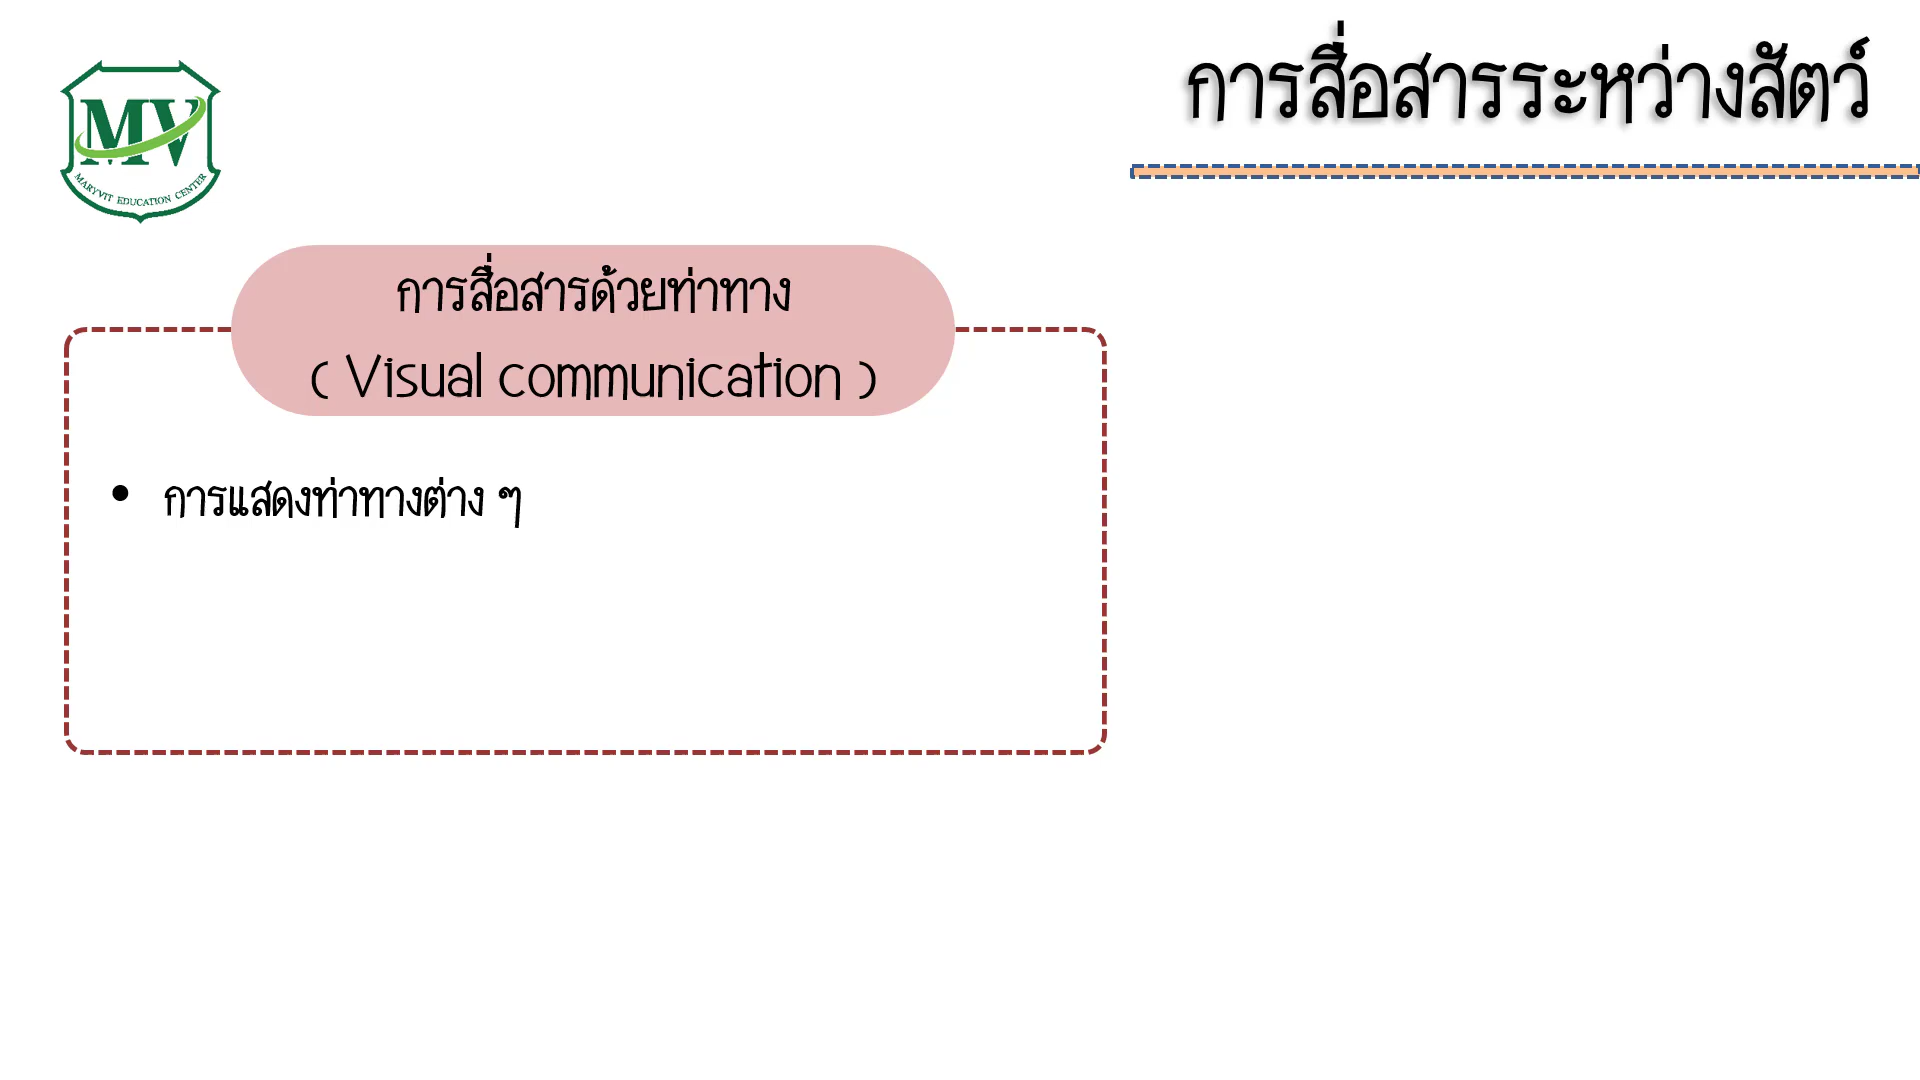 การสื่อสารระหว่างสัตว์
MV
MARYVIT EDUCATION CENTER
การสื่อสารด้วยท่าทาง
( Visual communication )
• การแสดงท่าทางต่าง ๆ